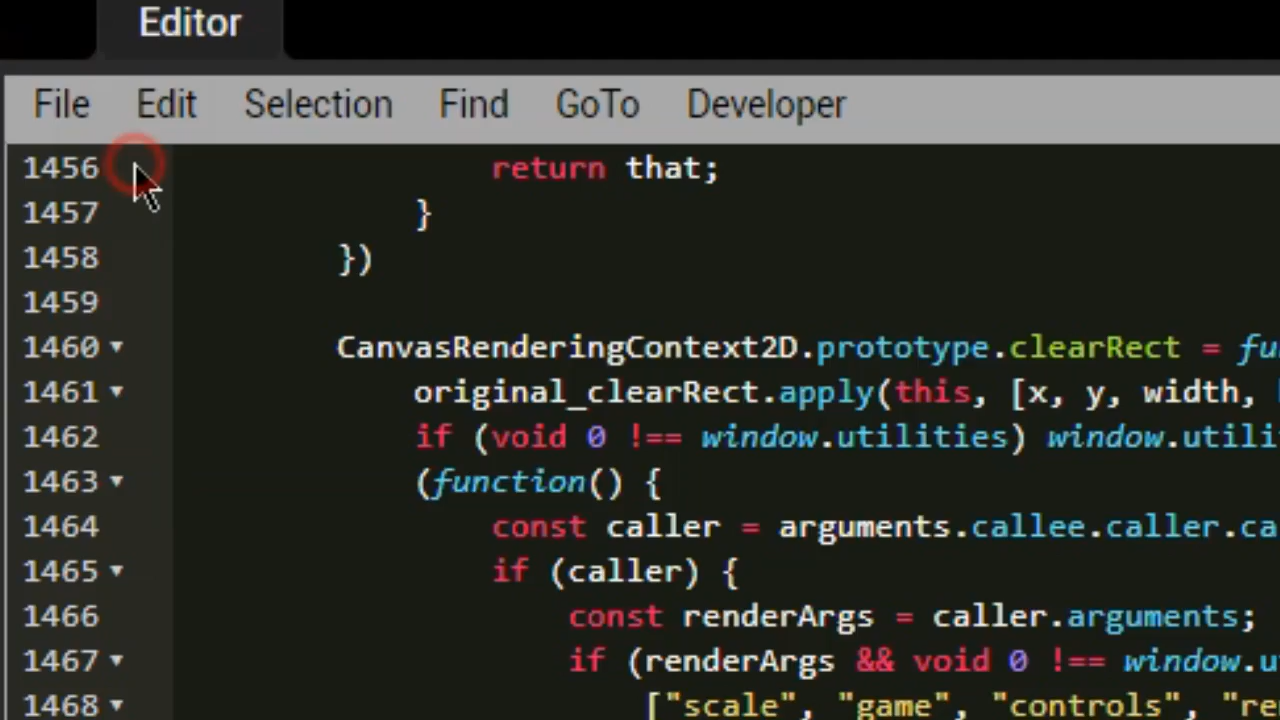 Editor
File Edit Selection Find GoTo Developer
1456 return that;
1457 }
1458 })
1459
1460 CanvasRenderingContext2D.prototype.clearRect = fu
1461 original_clearRect.apply(this, [x, y, width,
1462 if (void 0 !== window.utilities) window.utili
1463 (function() {
1464 const caller = arguments.callee.caller.ca
1465 if (caller) {
1466 const renderArgs = caller.arguments;
1467 if (renderArgs && void 0 !== window.u
1468 ["scale", "game", "controls", "re